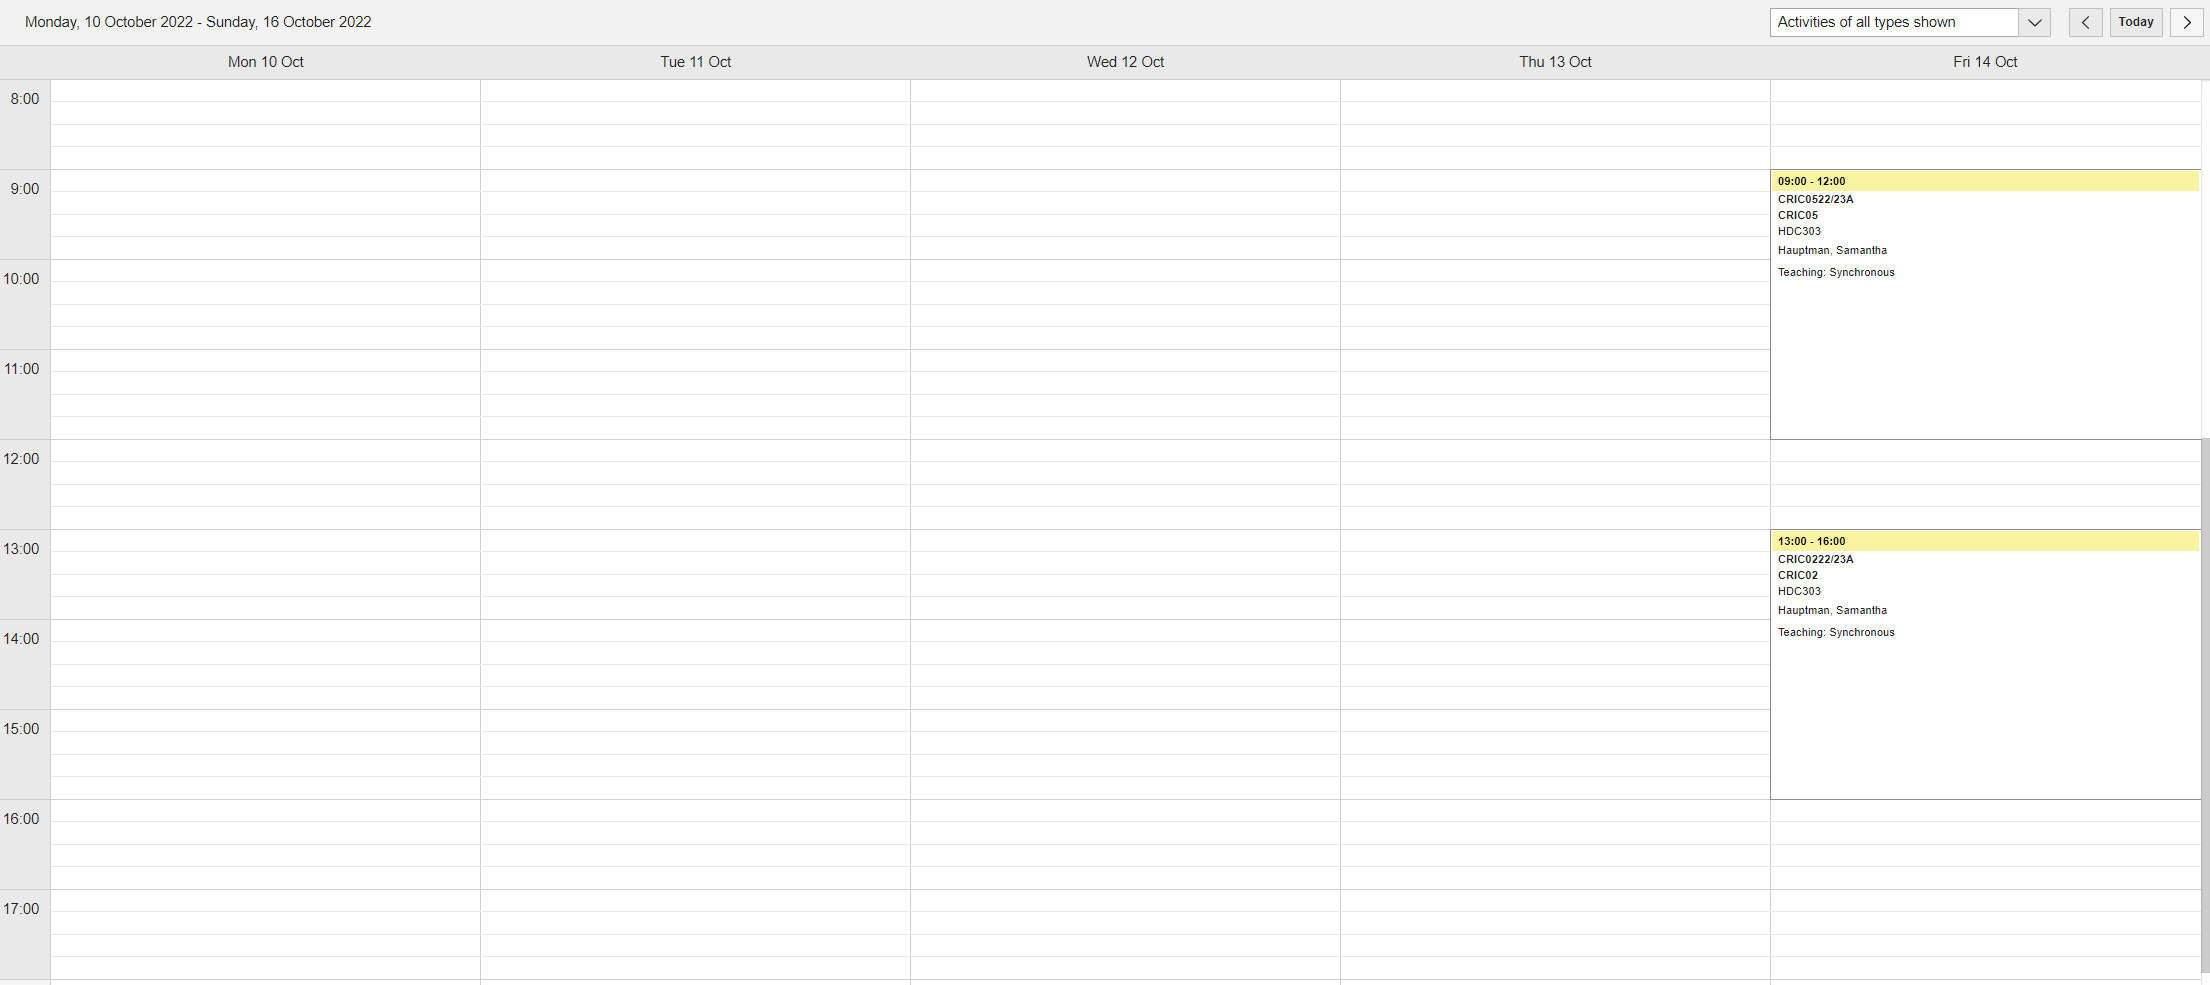 Monday, 10 October 2022 - Sunday, 16 October 2022
Activities of all types shown
Today
Mon 10 Oct
Tue 11 Oct
Wed 12 Oct
Thu 13 Oct
Fri 14 Oct
8:00
9:00
09:00 - 12:00
CRIC0522/23A
CRIC05
HDC303
Hauptman, Samantha
Teaching: Synchronous
10:00
11:00
12:00
13:00
13:00 - 16:00
CRIC0222/23A
CRIC02
HDC303
Hauptman, Samantha
Teaching: Synchronous
14:00
15:00
16:00
17:00